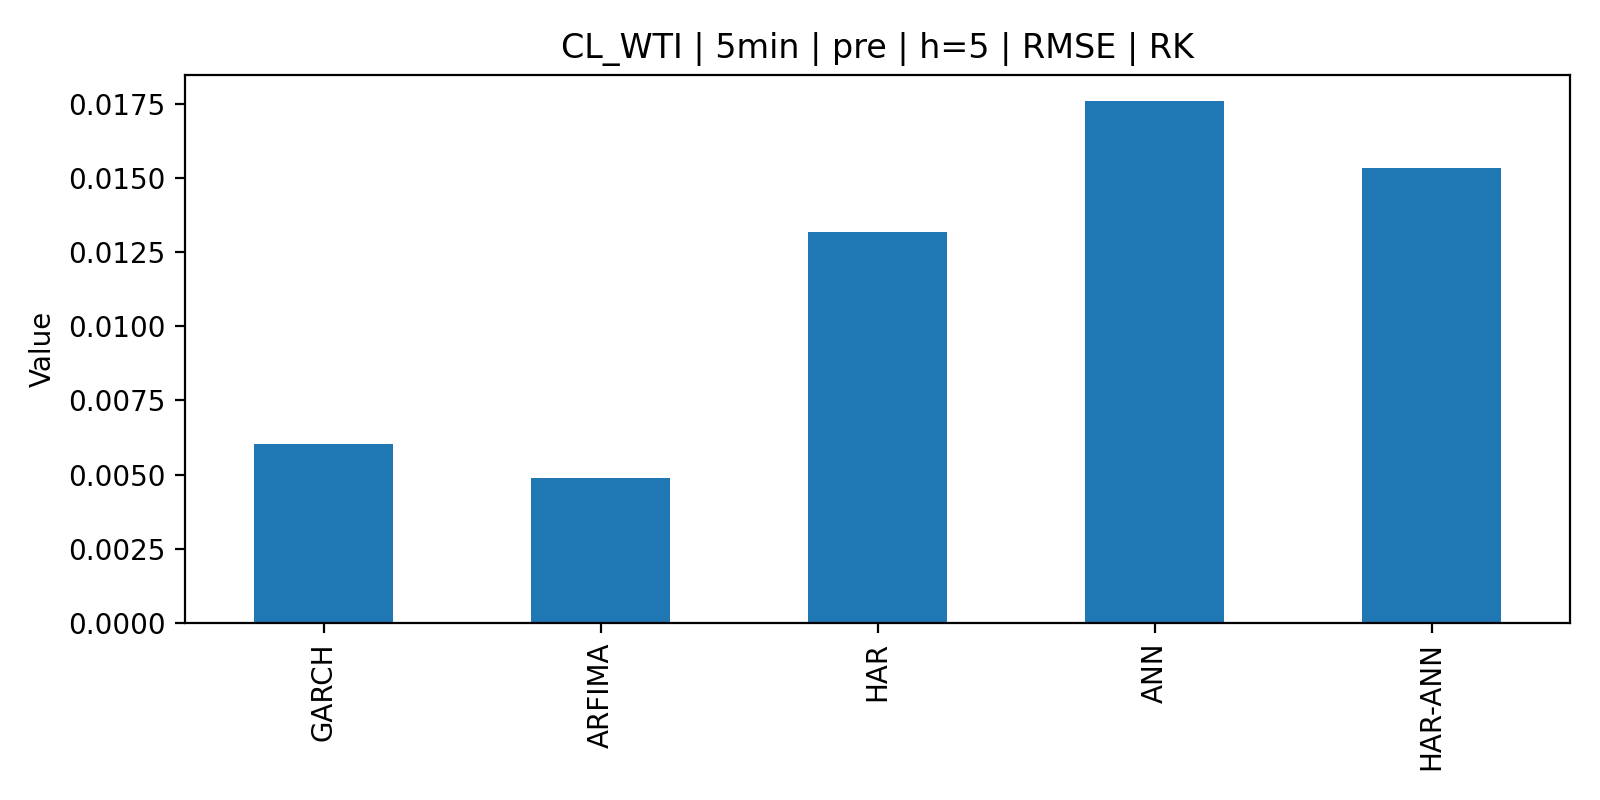 CL_WTI | 5min | pre | h=5 | RMSE | RK
Value
0.0175
0.0150
0.0125
0.0100
0.0075
0.0050
0.0025
0.0000
GARCH
ARFIMA
HAR
ANN
HAR-ANN